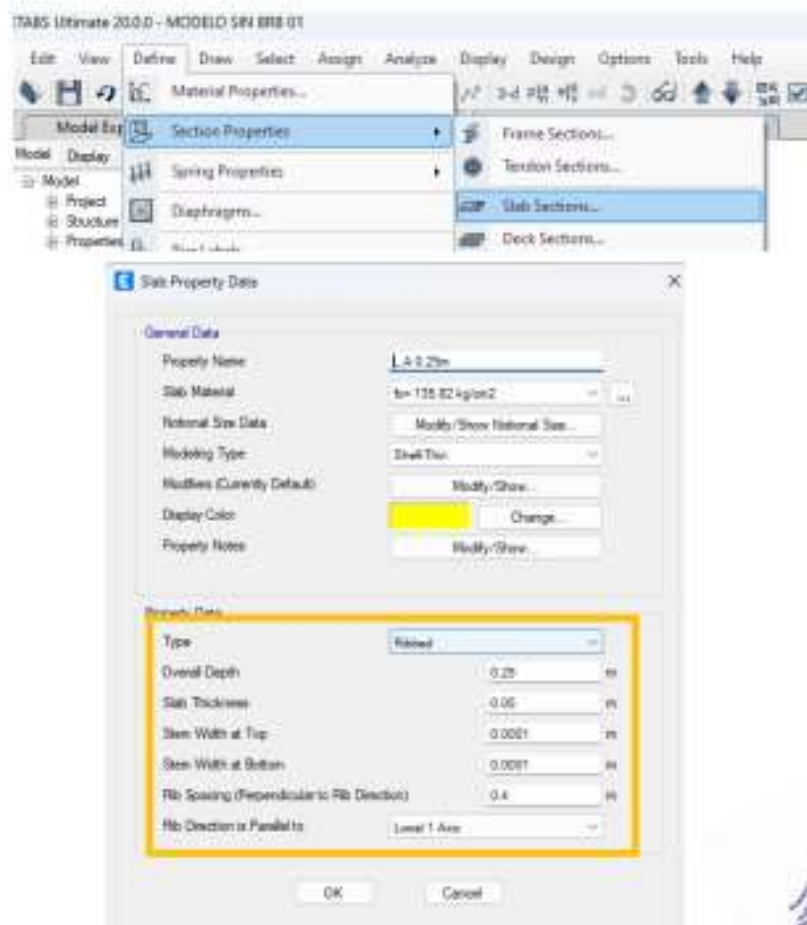 ETABS Ultimate 20.0.0 - MODELO SIN BRB 01
Edit View Define Draw Select Assign Analyze Display Design Options Tools Help
Material Properties...
Model Exp
Section Properties
Frame Sections...
Model Display
Spring Properties
Tendon Sections...
Model
Project
Diaphragms...
Slab Sections...
Structure
Properties
Deck Sections...
Slab Property Data
General Data
Property Name
L.A 0.25m
Slab Material
Notional Size Data
Modify/Show Notional Size...
Modeling Type
Shell-Thin
Modifiers (Currently Default)
Modify/Show...
Display Color
Change...
Property Notes
Modify/Show...
Property Data
Type
Ribbed
Overall Depth
0.25 m
Slab Thickness
0.05 m
Stem Width at Top
0.0001 m
Stem Width at Bottom
0.0001 m
Rib Spacing (Perpendicular to Rib Direction)
0.4 m
Rib Direction is Parallel to
Local 1 Axis
OK Cancel